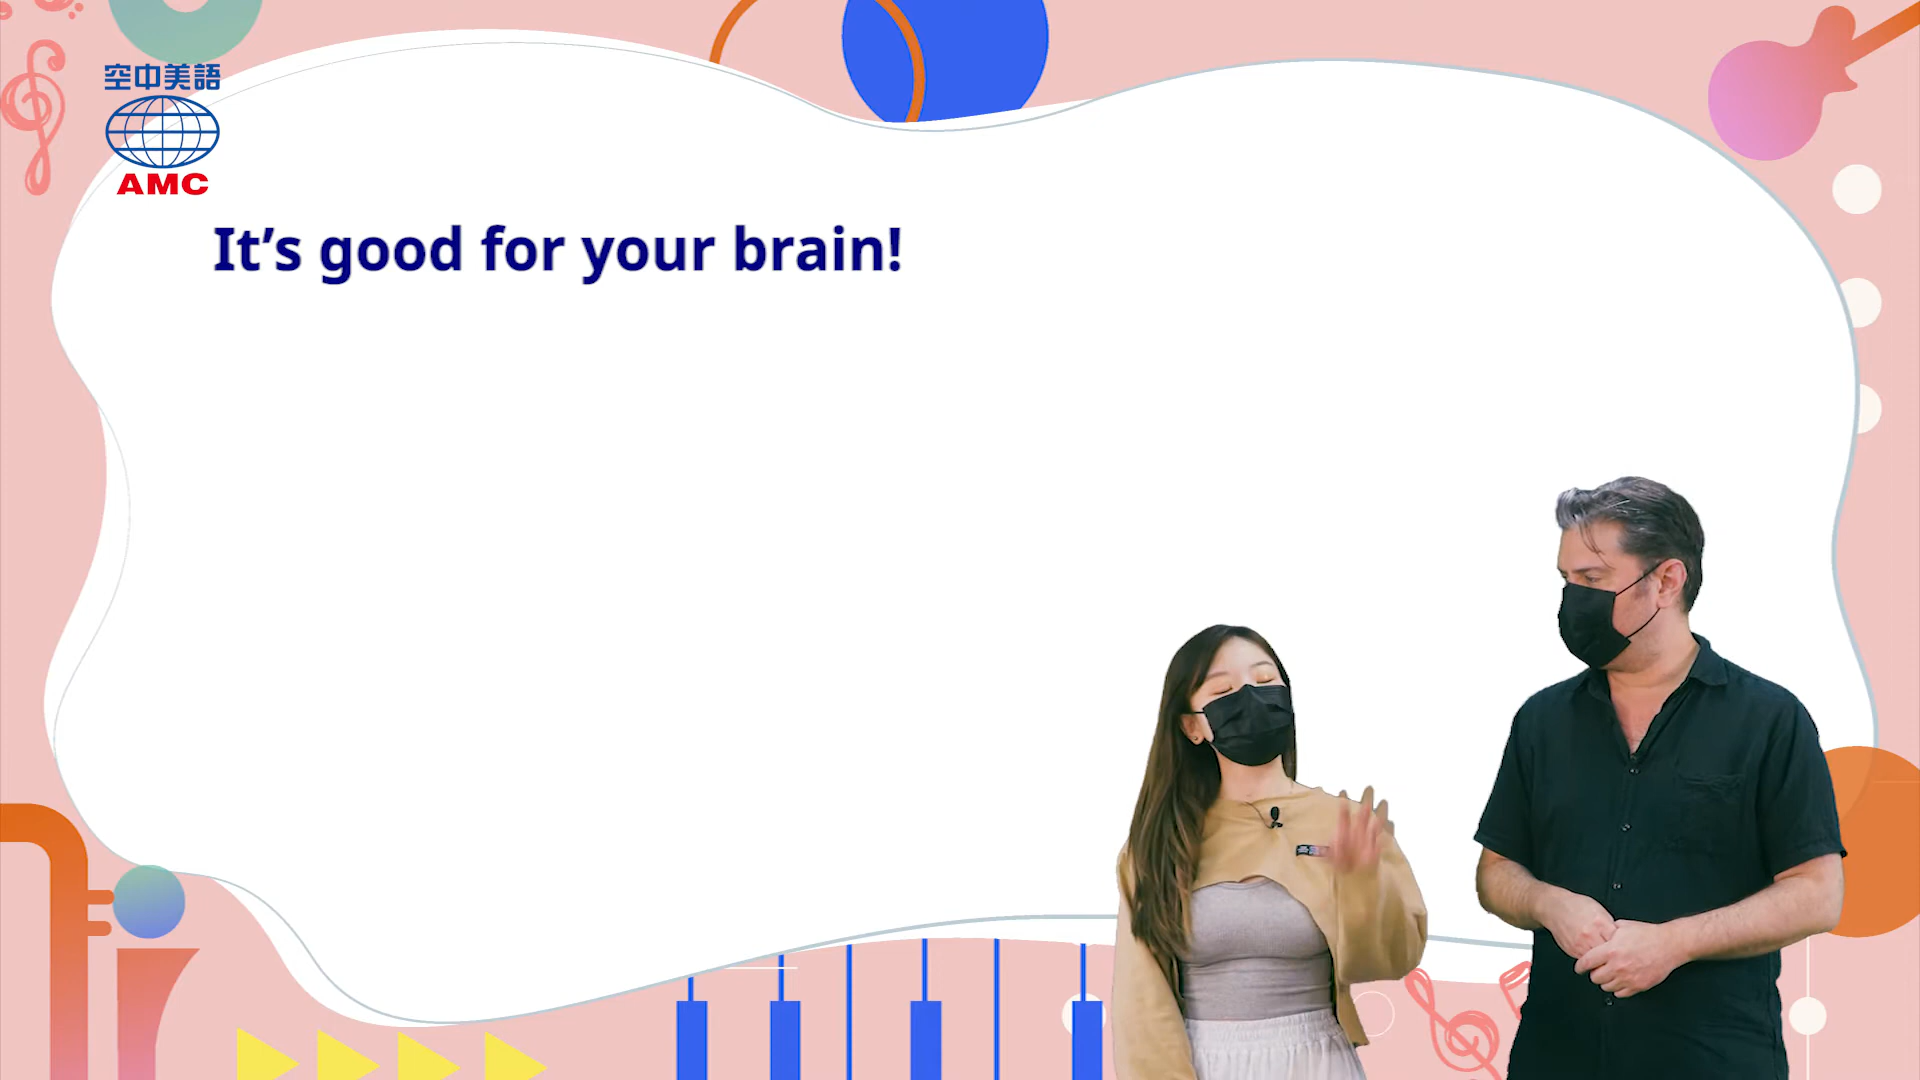 空中美語
AMC
It’s good for your brain!